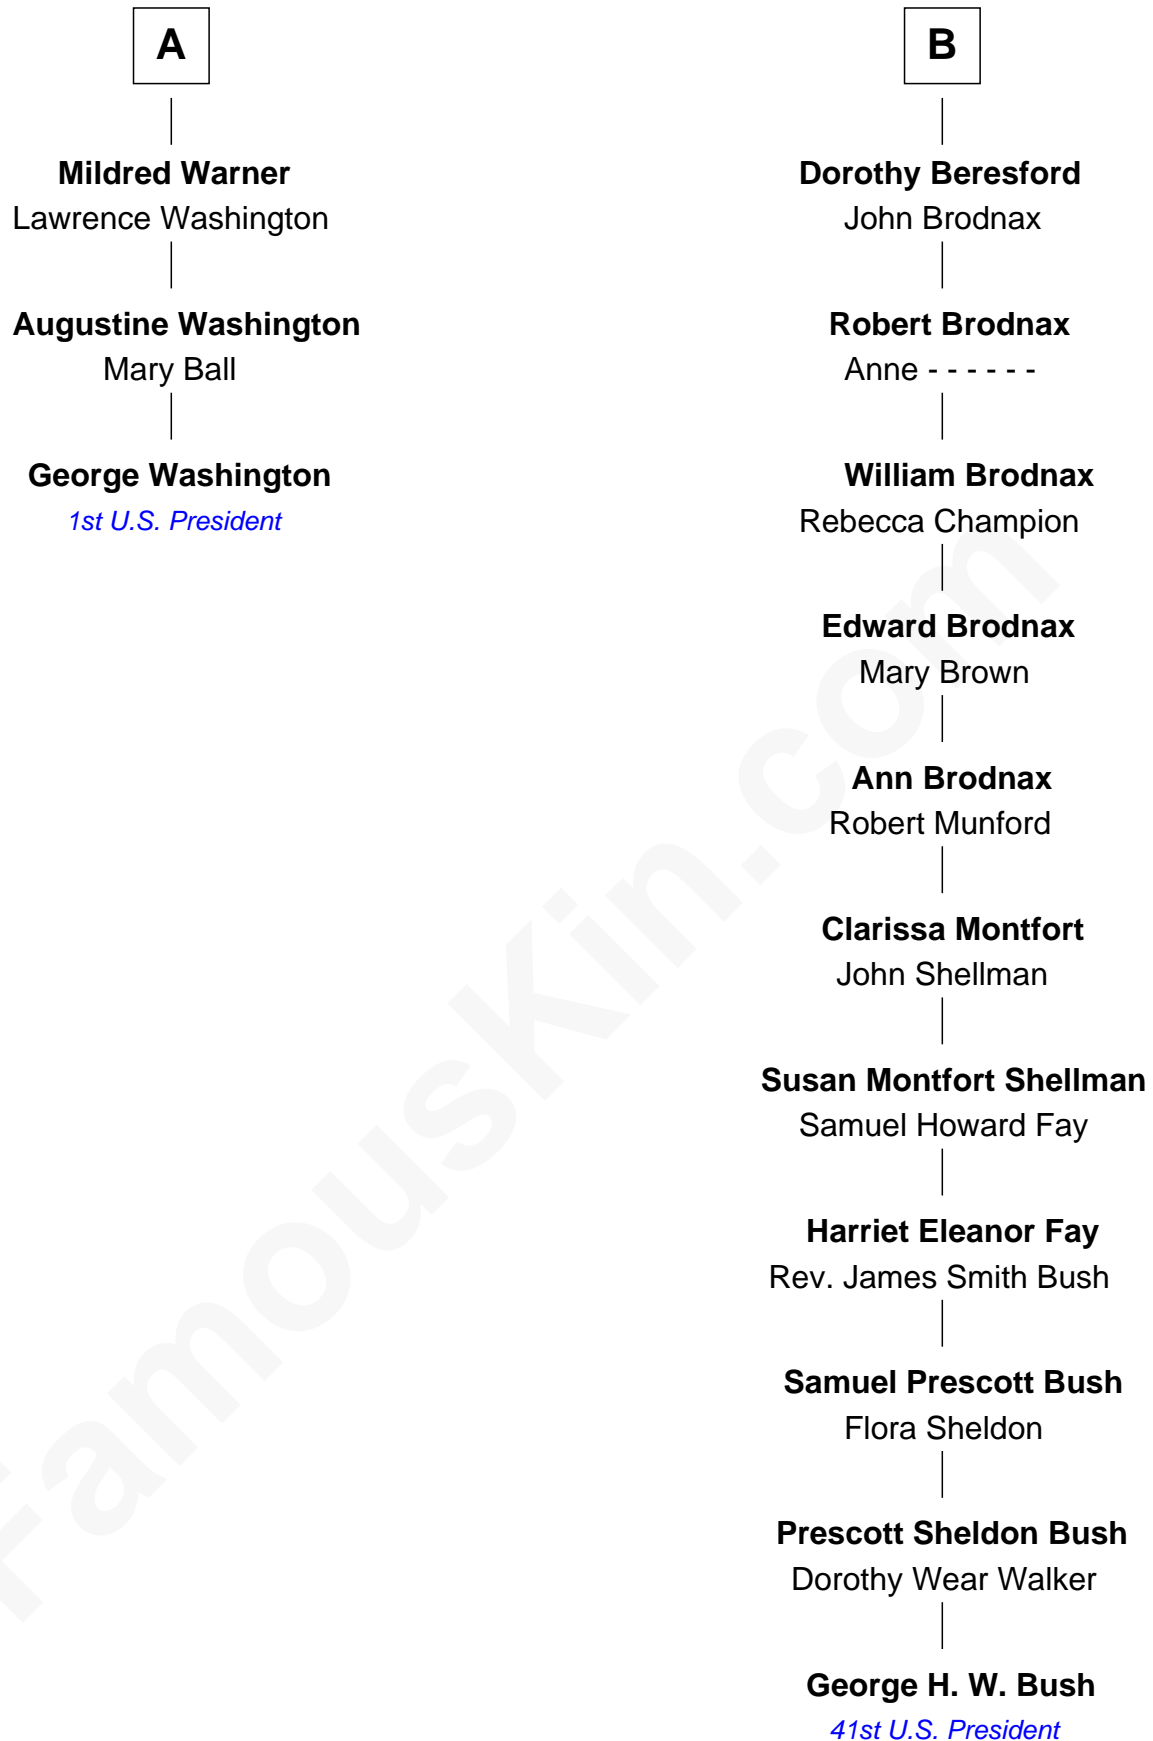 A
Mildred Warner
Lawrence Washington
Augustine Washington
Mary Ball
George Washington
1st U.S. President
B
Dorothy Beresford
John Brodnax
Robert Brodnax
Anne - - - - - -
William Brodnax
Rebecca Champion
Edward Brodnax
Mary Brown
Ann Brodnax
Robert Munford
Clarissa Montfort
John Shellman
Susan Montfort Shellman
Samuel Howard Fay
Harriet Eleanor Fay
Rev. James Smith Bush
Samuel Prescott Bush
Flora Sheldon
Prescott Sheldon Bush
Dorothy Wear Walker
George H. W. Bush
41st U.S. President
FamousKin.com